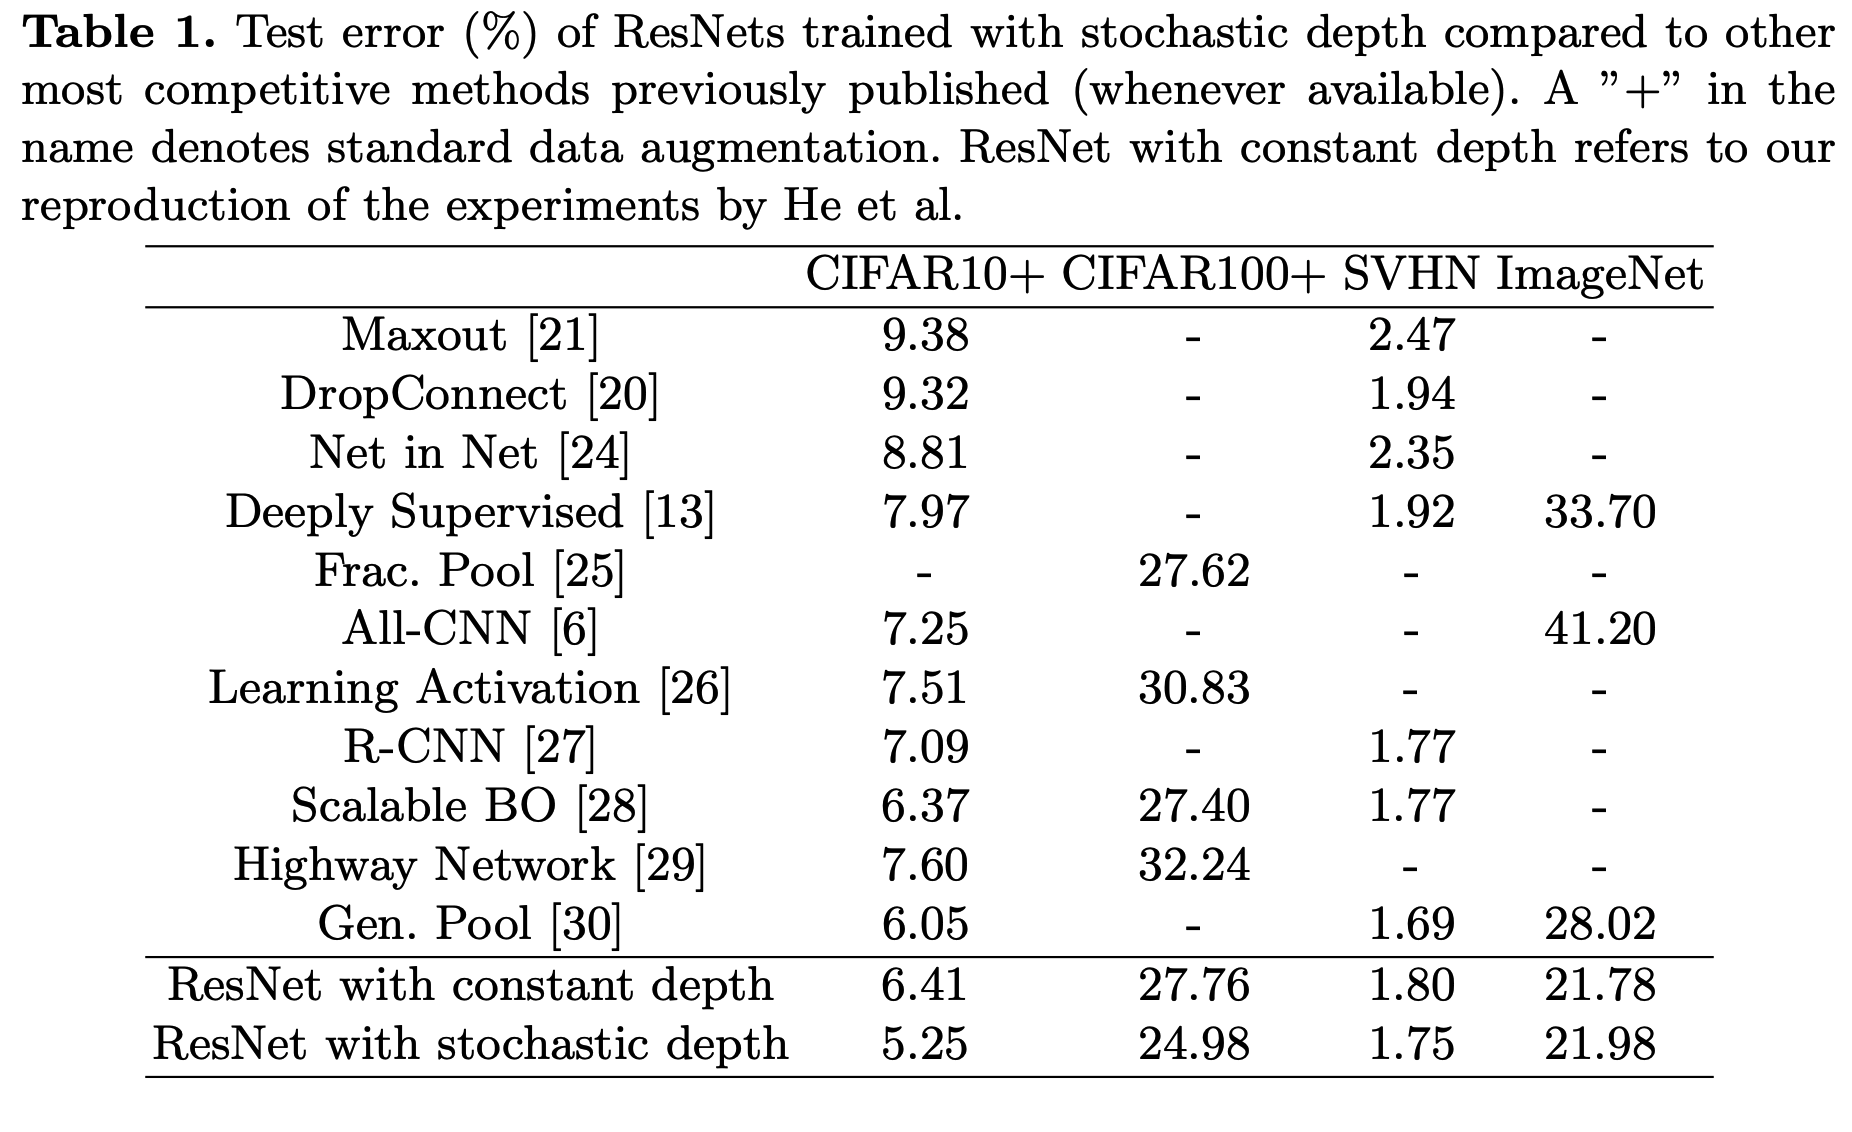 Table 1. Test error (%) of ResNets trained with stochastic depth compared to other
most competitive methods previously published (whenever available). A ”+” in the
name denotes standard data augmentation. ResNet with constant depth refers to our
reproduction of the experiments by He et al.
CIFAR10+ CIFAR100+ SVHN ImageNet
Maxout [21] 9.38 - 2.47 -
DropConnect [20] 9.32 - 1.94 -
Net in Net [24] 8.81 - 2.35 -
Deeply Supervised [13] 7.97 - 1.92 33.70
Frac. Pool [25] - 27.62 - -
All-CNN [6] 7.25 - - 41.20
Learning Activation [26] 7.51 30.83 - -
R-CNN [27] 7.09 - 1.77 -
Scalable BO [28] 6.37 27.40 1.77 -
Highway Network [29] 7.60 32.24 - -
Gen. Pool [30] 6.05 - 1.69 28.02
ResNet with constant depth 6.41 27.76 1.80 21.78
ResNet with stochastic depth 5.25 24.98 1.75 21.98